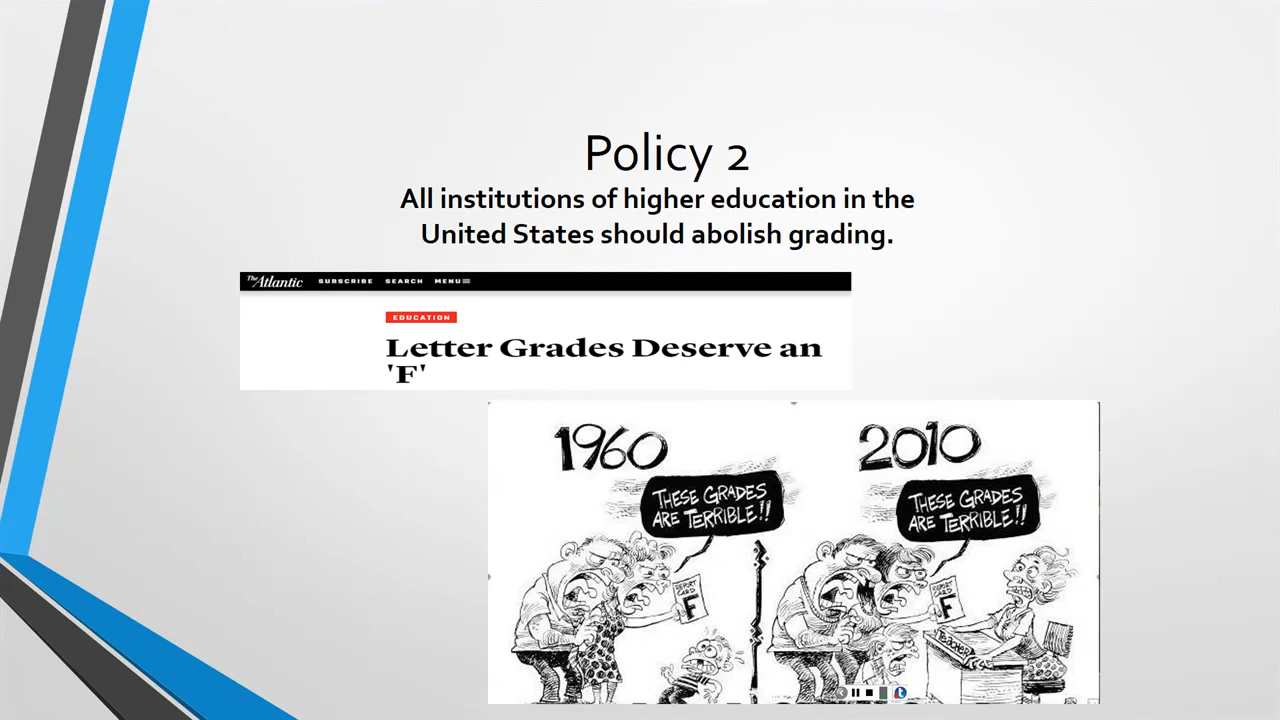 Policy 2
All institutions of higher education in the
United States should abolish grading.
The Atlantic SUBSCRIBE SEARCH MENU
EDUCATION
Letter Grades Deserve an
'F'
1960
THESE GRADES
ARE TERRIBLE!!
REPORT
CARD
F
2010
THESE GRADES
ARE TERRIBLE!!
REPORT
CARD
F
TEACHER